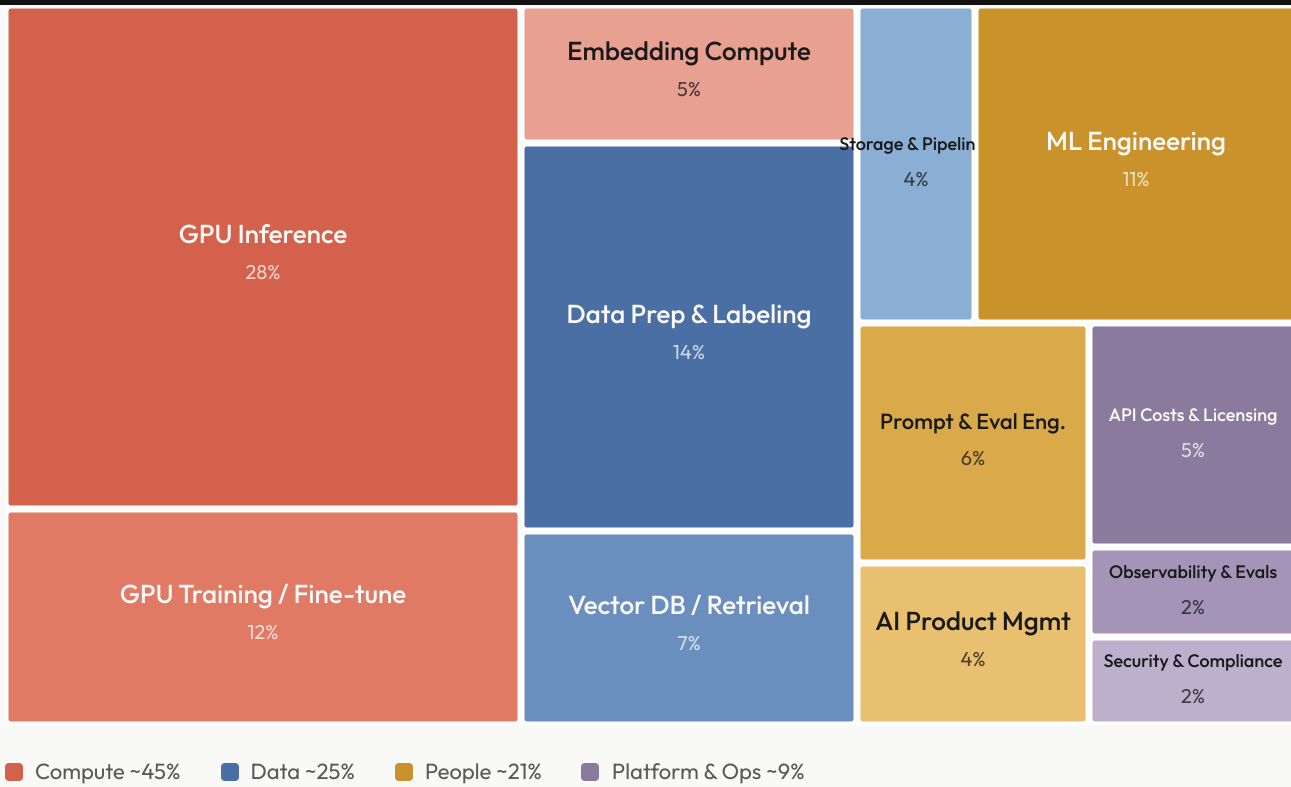 GPU Inference
28%
GPU Training / Fine-tune
12%
Embedding Compute
5%
Data Prep & Labeling
14%
Vector DB / Retrieval
7%
Storage & Pipelin
4%
ML Engineering
11%
Prompt & Eval Eng.
6%
AI Product Mgmt
4%
API Costs & Licensing
5%
Observability & Evals
2%
Security & Compliance
2%
Compute ~45%
Data ~25%
People ~21%
Platform & Ops ~9%